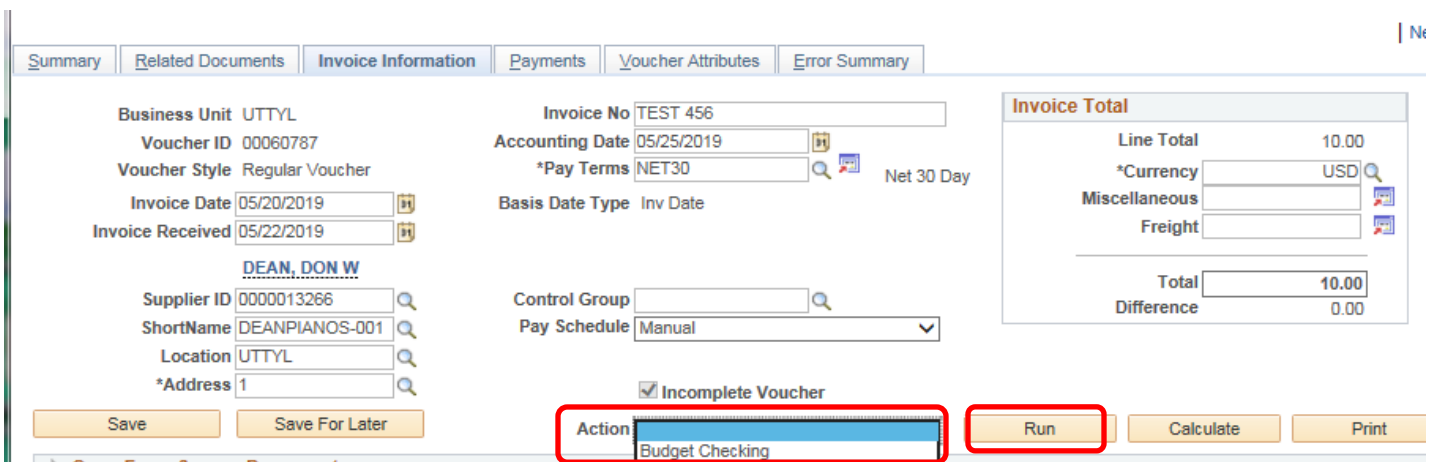 Ne
Summary Related Documents Invoice Information Payments Voucher Attributes Error Summary
Business Unit UTTYL
Voucher ID 00060787
Voucher Style Regular Voucher
Invoice Date 05/20/2019
Invoice Received 05/22/2019
DEAN, DON W
Supplier ID 0000013266
ShortName DEANPIANOS-001
Location UTTYL
*Address 1
Invoice No TEST 456
Accounting Date 05/25/2019
*Pay Terms NET30 Net 30 Day
Basis Date Type Inv Date
Control Group
Pay Schedule Manual
Incomplete Voucher
Invoice Total
Line Total 10.00
*Currency USD
Miscellaneous
Freight
Total 10.00
Difference 0.00
Save Save For Later Action Run Calculate Print
Budget Checking